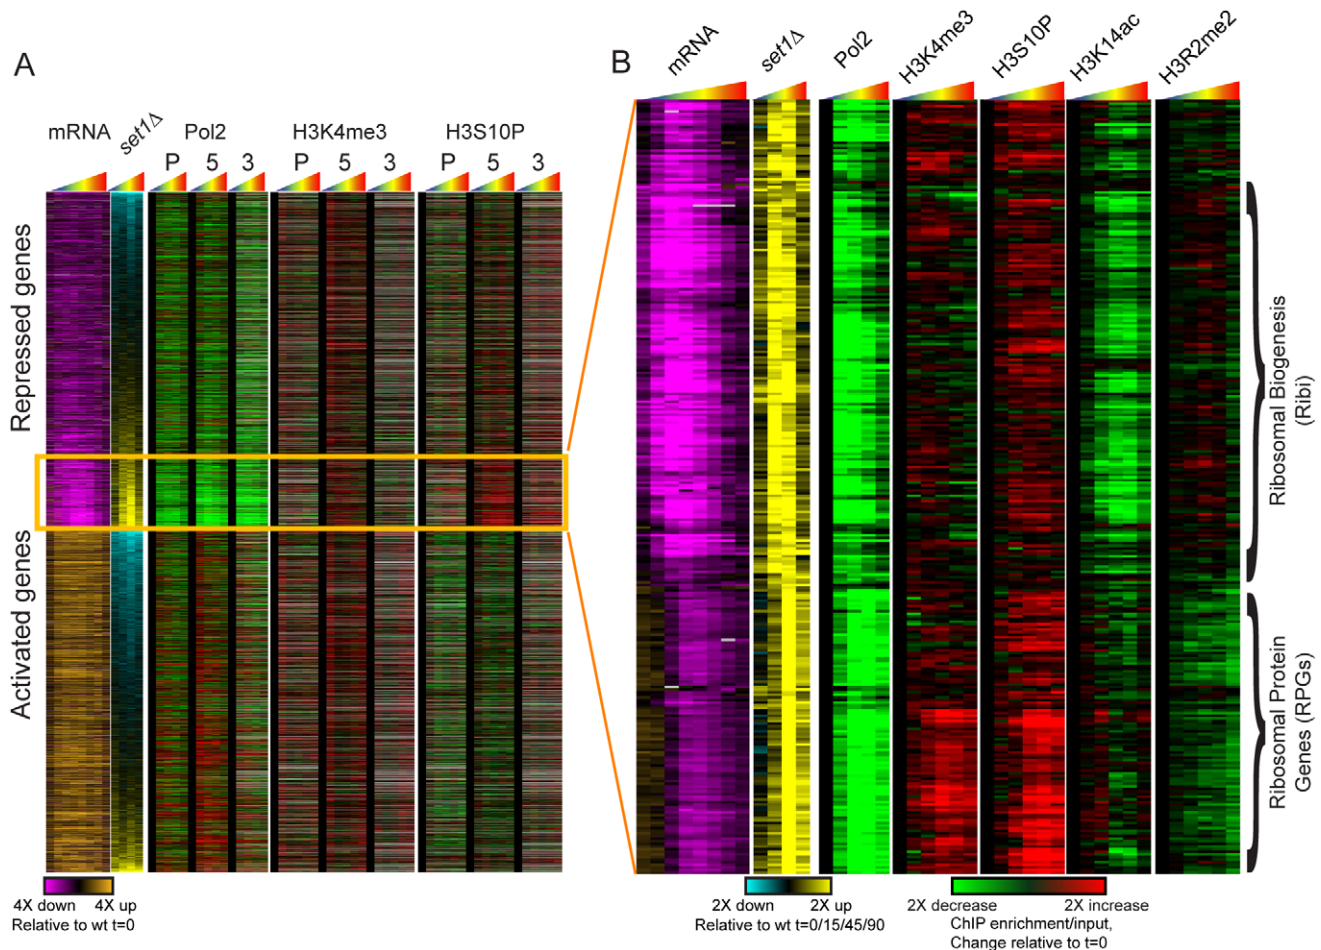 A
mRNA
set1Δ
Pol2
H3K4me3
H3S10P
P 5 3
P 5 3
P 5 3
Repressed genes
Activated genes
4X down 4X up
Relative to wt t=0
B
mRNA
set1Δ
Pol2
H3K4me3
H3S10P
H3K14ac
H3R2me2
Ribosomal Biogenesis
(Ribi)
Ribosomal Protein
Genes (RPGs)
2X down 2X up
Relative to wt t=0/15/45/90
2X decrease 2X increase
ChIP enrichment/input,
Change relative to t=0